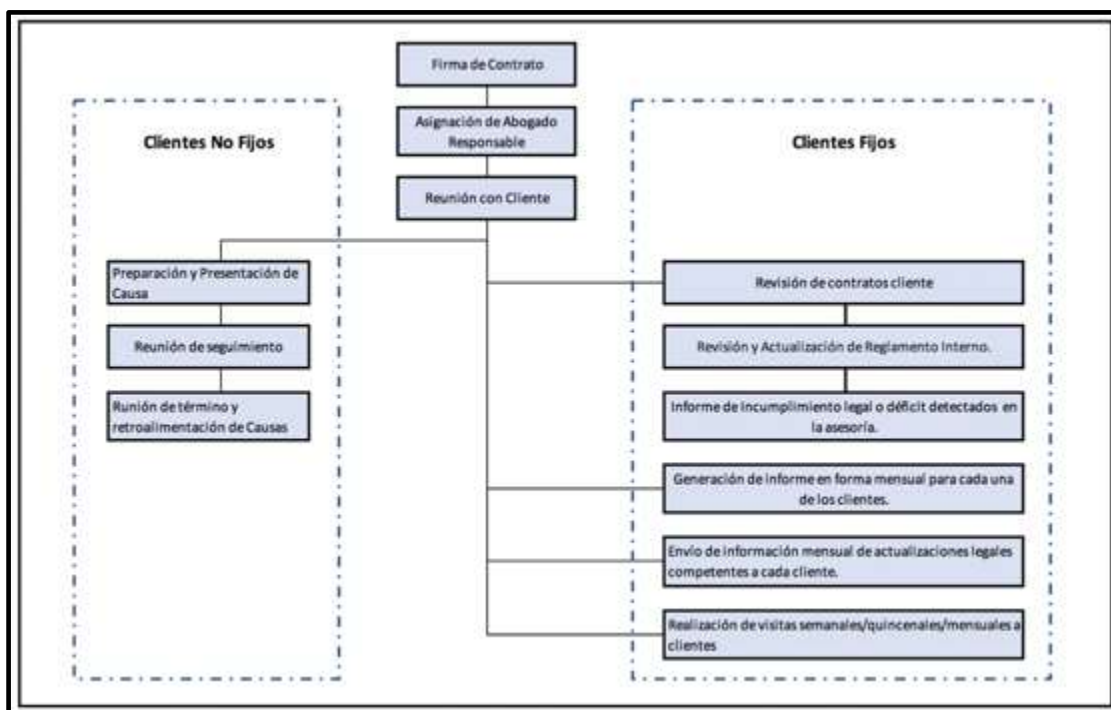 Firma de Contrato
Asignación de Abogado
Responsable
Reunión con Cliente
Clientes No Fijos
Preparación y Presentación de
Causa
Reunión de seguimiento
Runión de término y
retroalimentación de Causas
Clientes Fijos
Revisión de contratos cliente
Revisión y Actualización de Reglamento Interno.
Informe de incumplimiento legal o déficit detectados en
la asesoría.
Generación de informe en forma mensual para cada una
de los clientes.
Envío de información mensual de actualizaciones legales
competentes a cada cliente.
Realización de visitas semanales/quincenales/mensuales a
clientes